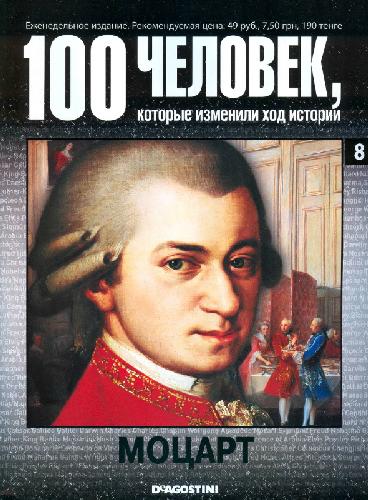 Еженедельное издание. Рекомендуемая цена: 49 руб., 7,50 грн, 190 тенге
100 ЧЕЛОВЕК,
которые изменили ход истории
8
МОЦАРТ
DeAGOSTINI